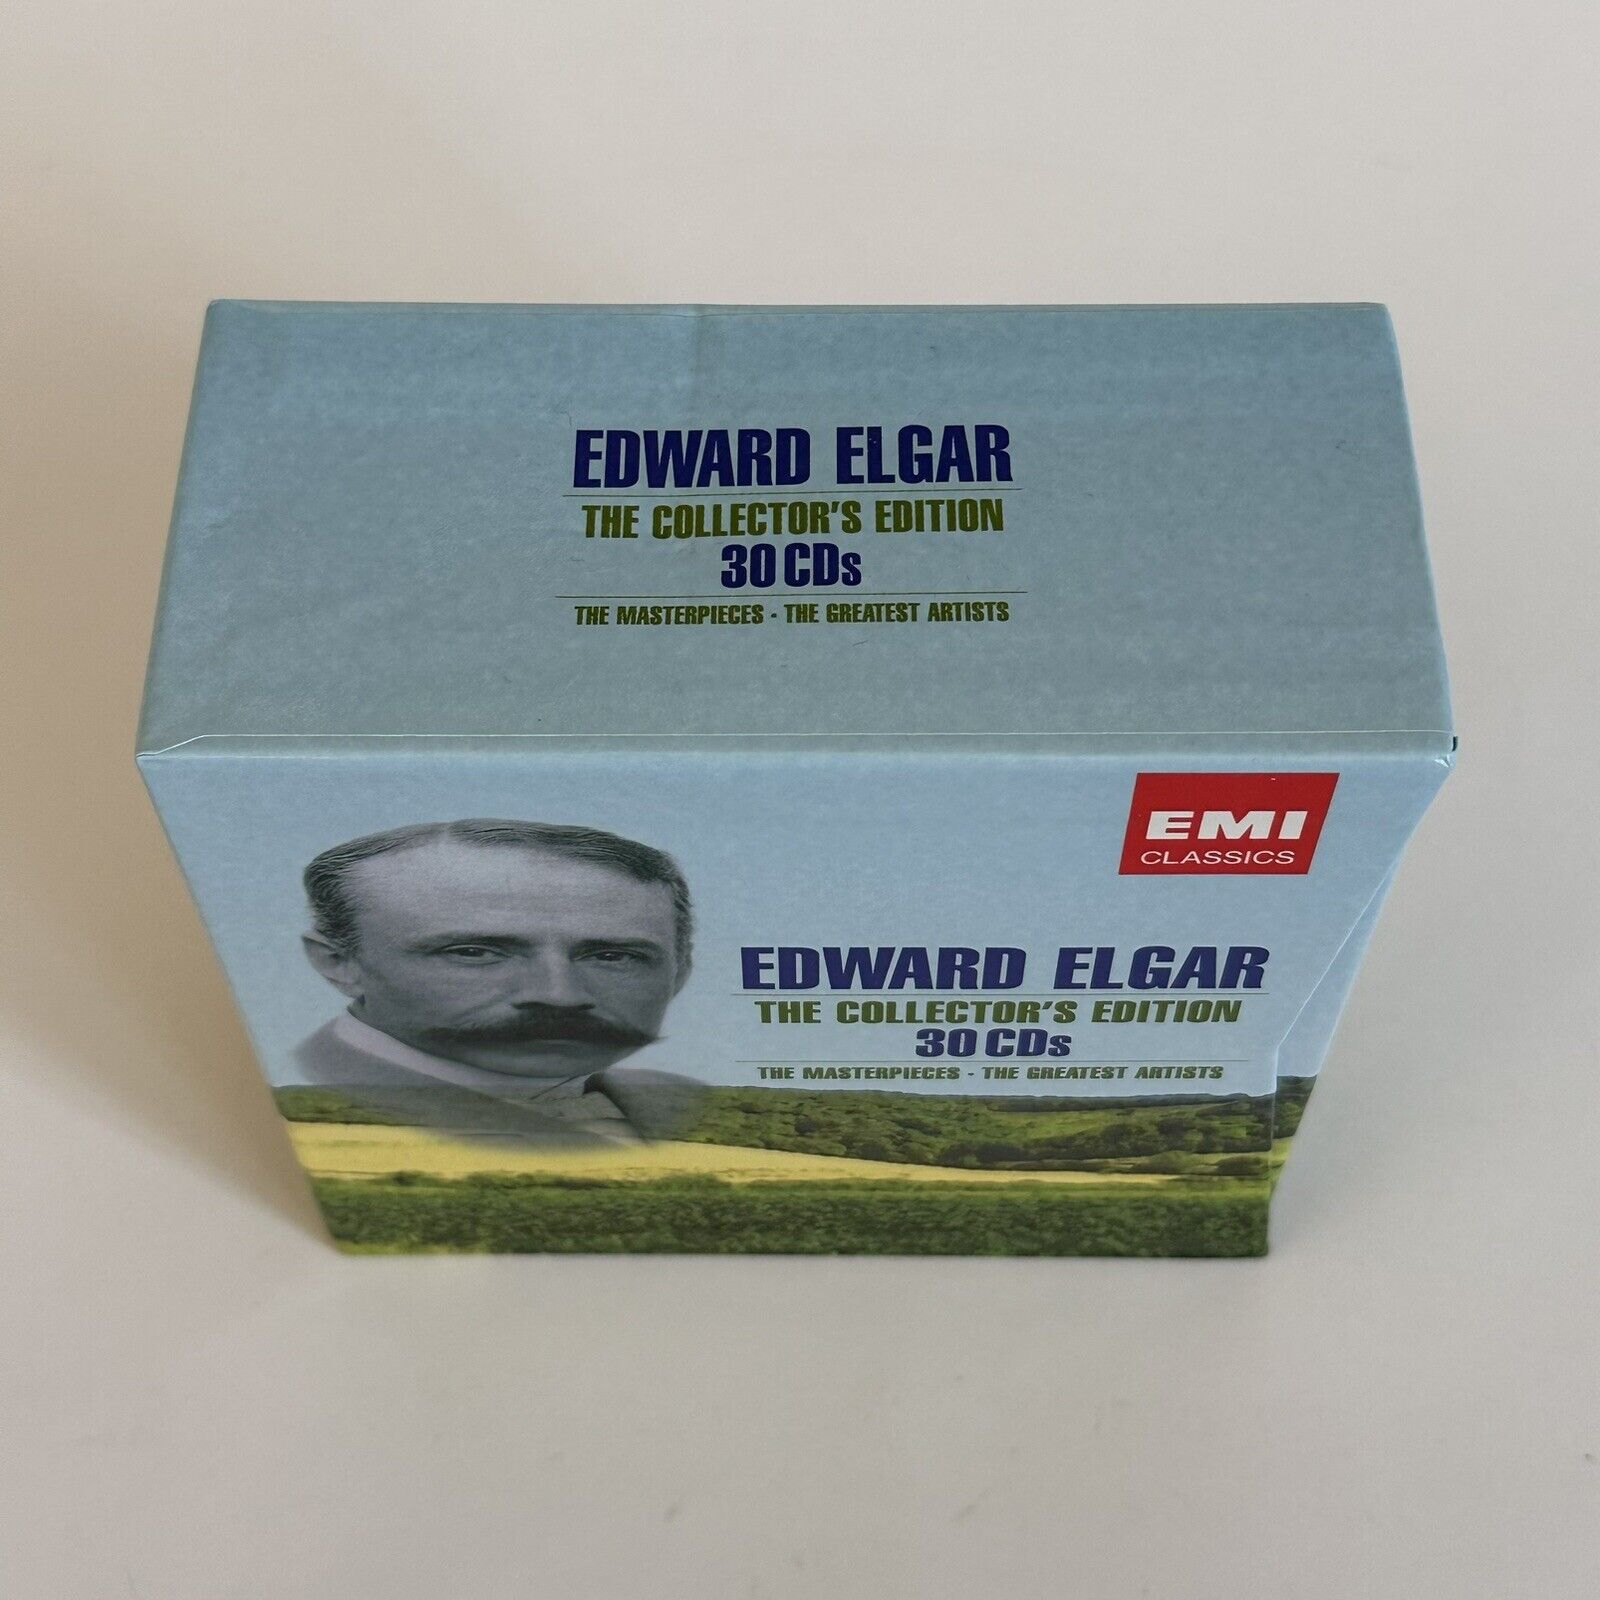 EDWARD ELGAR
THE COLLECTOR'S EDITION
30 CDs
THE MASTERPIECES · THE GREATEST ARTISTS
EMI
CLASSICS
EDWARD ELGAR
THE COLLECTOR'S EDITION
30 CDs
THE MASTERPIECES · THE GREATEST ARTISTS